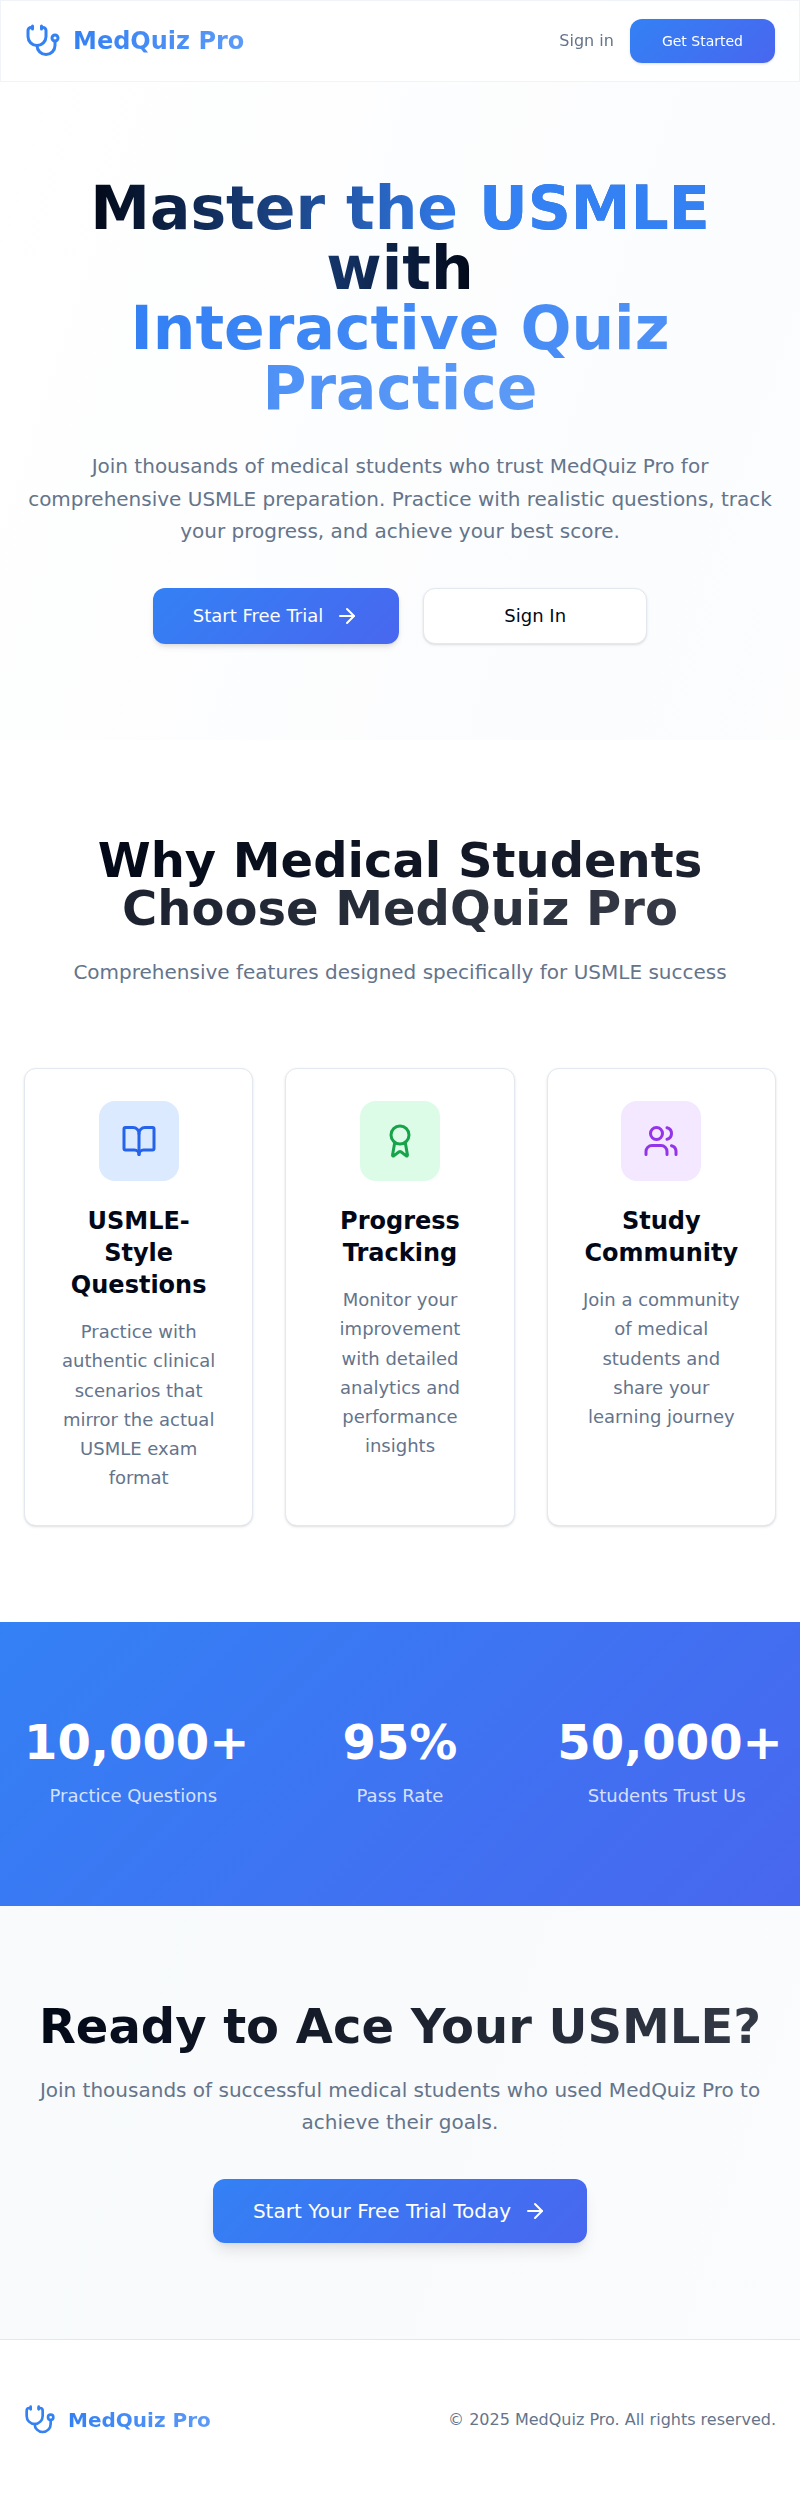 MedQuiz Pro
Sign in
Get Started
Master the USMLE
with
Interactive Quiz
Practice
Join thousands of medical students who trust MedQuiz Pro for
comprehensive USMLE preparation. Practice with realistic questions, track
your progress, and achieve your best score.
Start Free Trial
Sign In
Why Medical Students
Choose MedQuiz Pro
Comprehensive features designed specifically for USMLE success
USMLE-
Style
Questions
Practice with
authentic clinical
scenarios that
mirror the actual
USMLE exam
format
Progress
Tracking
Monitor your
improvement
with detailed
analytics and
performance
insights
Study
Community
Join a community
of medical
students and
share your
learning journey
10,000+
Practice Questions
95%
Pass Rate
50,000+
Students Trust Us
Ready to Ace Your USMLE?
Join thousands of successful medical students who used MedQuiz Pro to
achieve their goals.
Start Your Free Trial Today
MedQuiz Pro
© 2025 MedQuiz Pro. All rights reserved.